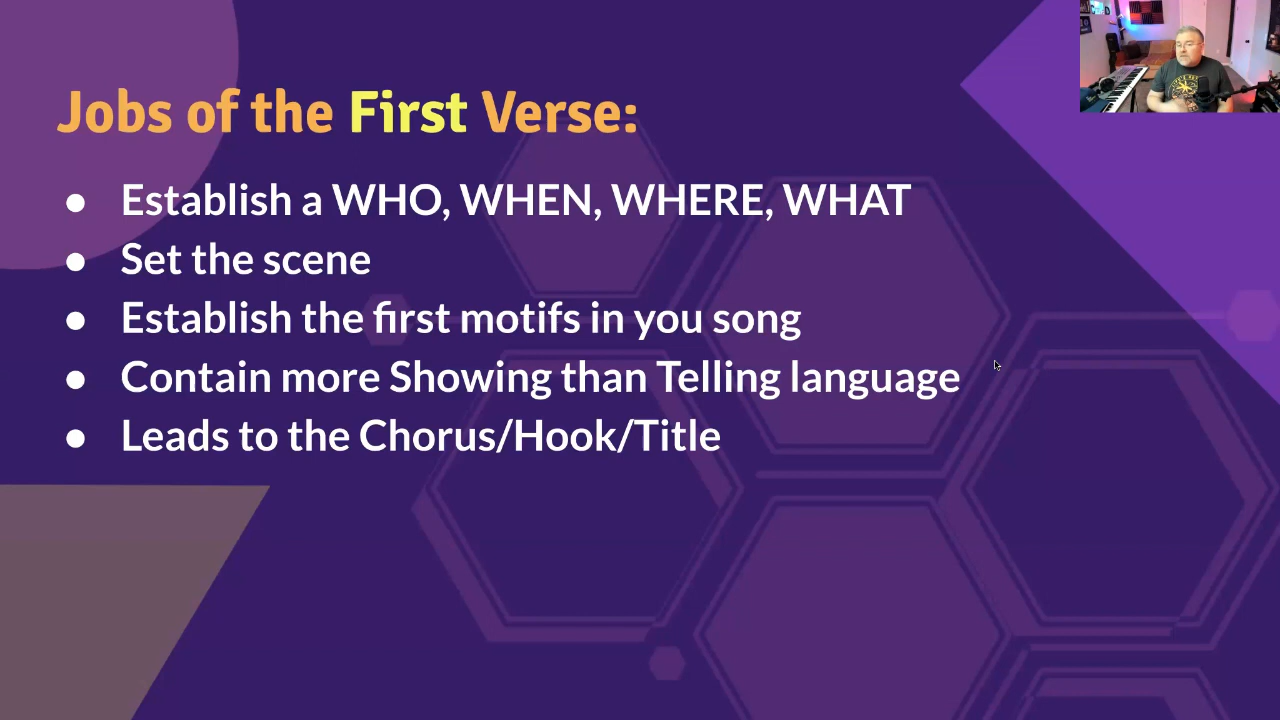 Jobs of the First Verse:
● Establish a WHO, WHEN, WHERE, WHAT
● Set the scene
● Establish the first motifs in you song
● Contain more Showing than Telling language
● Leads to the Chorus/Hook/Title